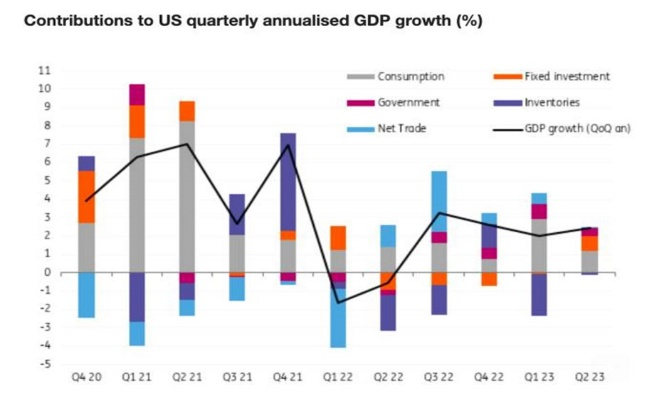 Contributions to US quarterly annualised GDP growth (%)
11
10
9
8
7
6
5
4
3
2
1
0
-1
-2
-3
-4
-5
Consumption
Fixed investment
Government
Inventories
Net Trade
GDP growth (QoQ an)
Q4 20
Q1 21
Q2 21
Q3 21
Q4 21
Q1 22
Q2 22
Q3 22
Q4 22
Q1 23
Q2 23